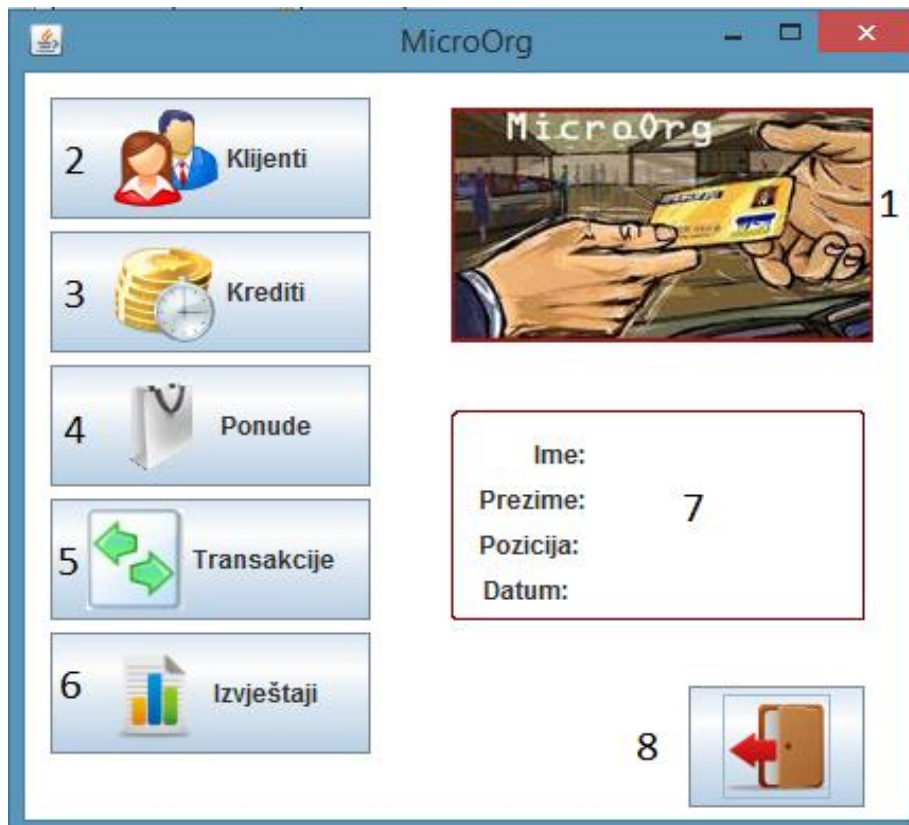 MicroOrg
2 Klijenti
MicroOrg
1
3 Krediti
4 Ponude
Ime:
Prezime:
7
Pozicija:
Datum:
5 Transakcije
6 Izvještaji
8